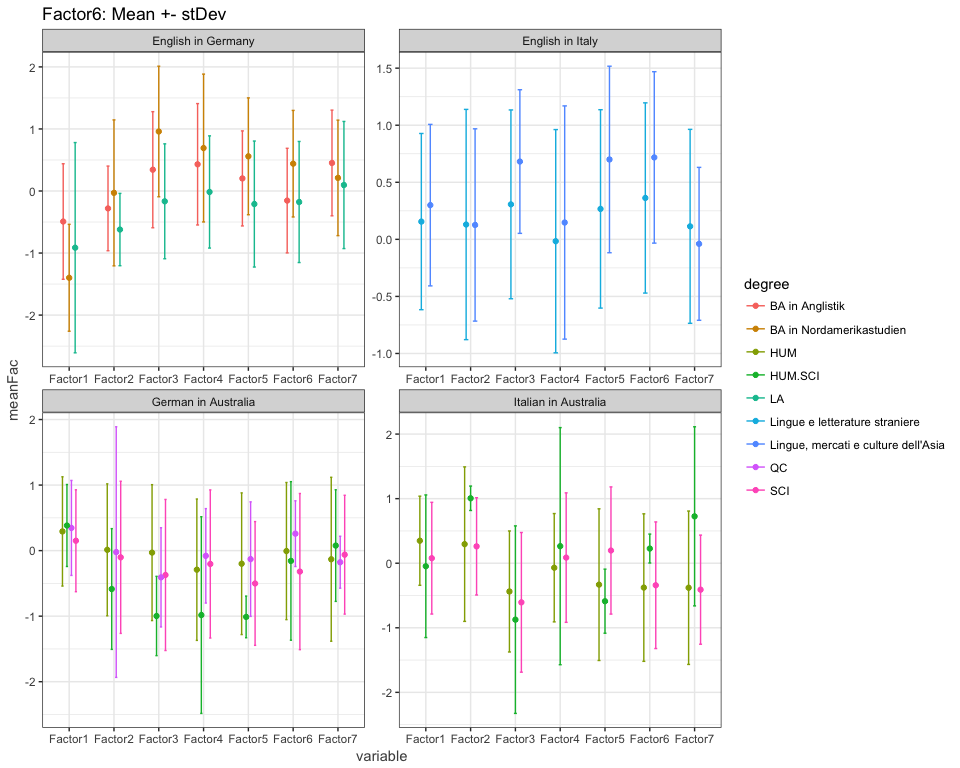 Factor6: Mean +- stDev
English in Germany
English in Italy
2
1
0
-1
-2
1.5
1.0
0.5
0.0
-0.5
-1.0
Factor1 Factor2 Factor3 Factor4 Factor5 Factor6 Factor7
Factor1 Factor2 Factor3 Factor4 Factor5 Factor6 Factor7
German in Australia
Italian in Australia
2
1
0
-1
-2
2
1
0
-1
-2
Factor1 Factor2 Factor3 Factor4 Factor5 Factor6 Factor7
Factor1 Factor2 Factor3 Factor4 Factor5 Factor6 Factor7
meanFac
variable
degree
BA in Anglistik
BA in Nordamerikastudien
HUM
HUM.SCI
LA
Lingue e letterature straniere
Lingue, mercati e culture dell'Asia
QC
SCI